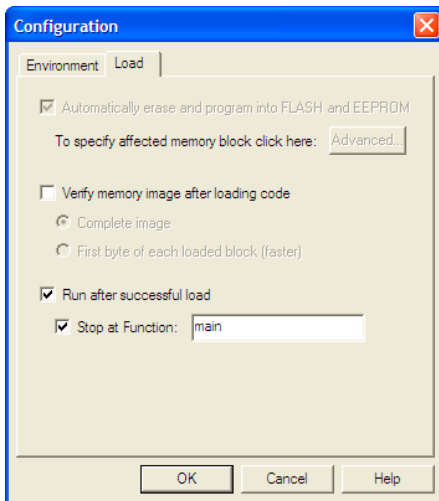 Configuration
Environment
Load
Automatically erase and program into FLASH and EEPROM
To specify affected memory block click here: Advanced...
Verify memory image after loading code
Complete image
First byte of each loaded block (faster)
Run after successful load
Stop at Function: main
OK Cancel Help